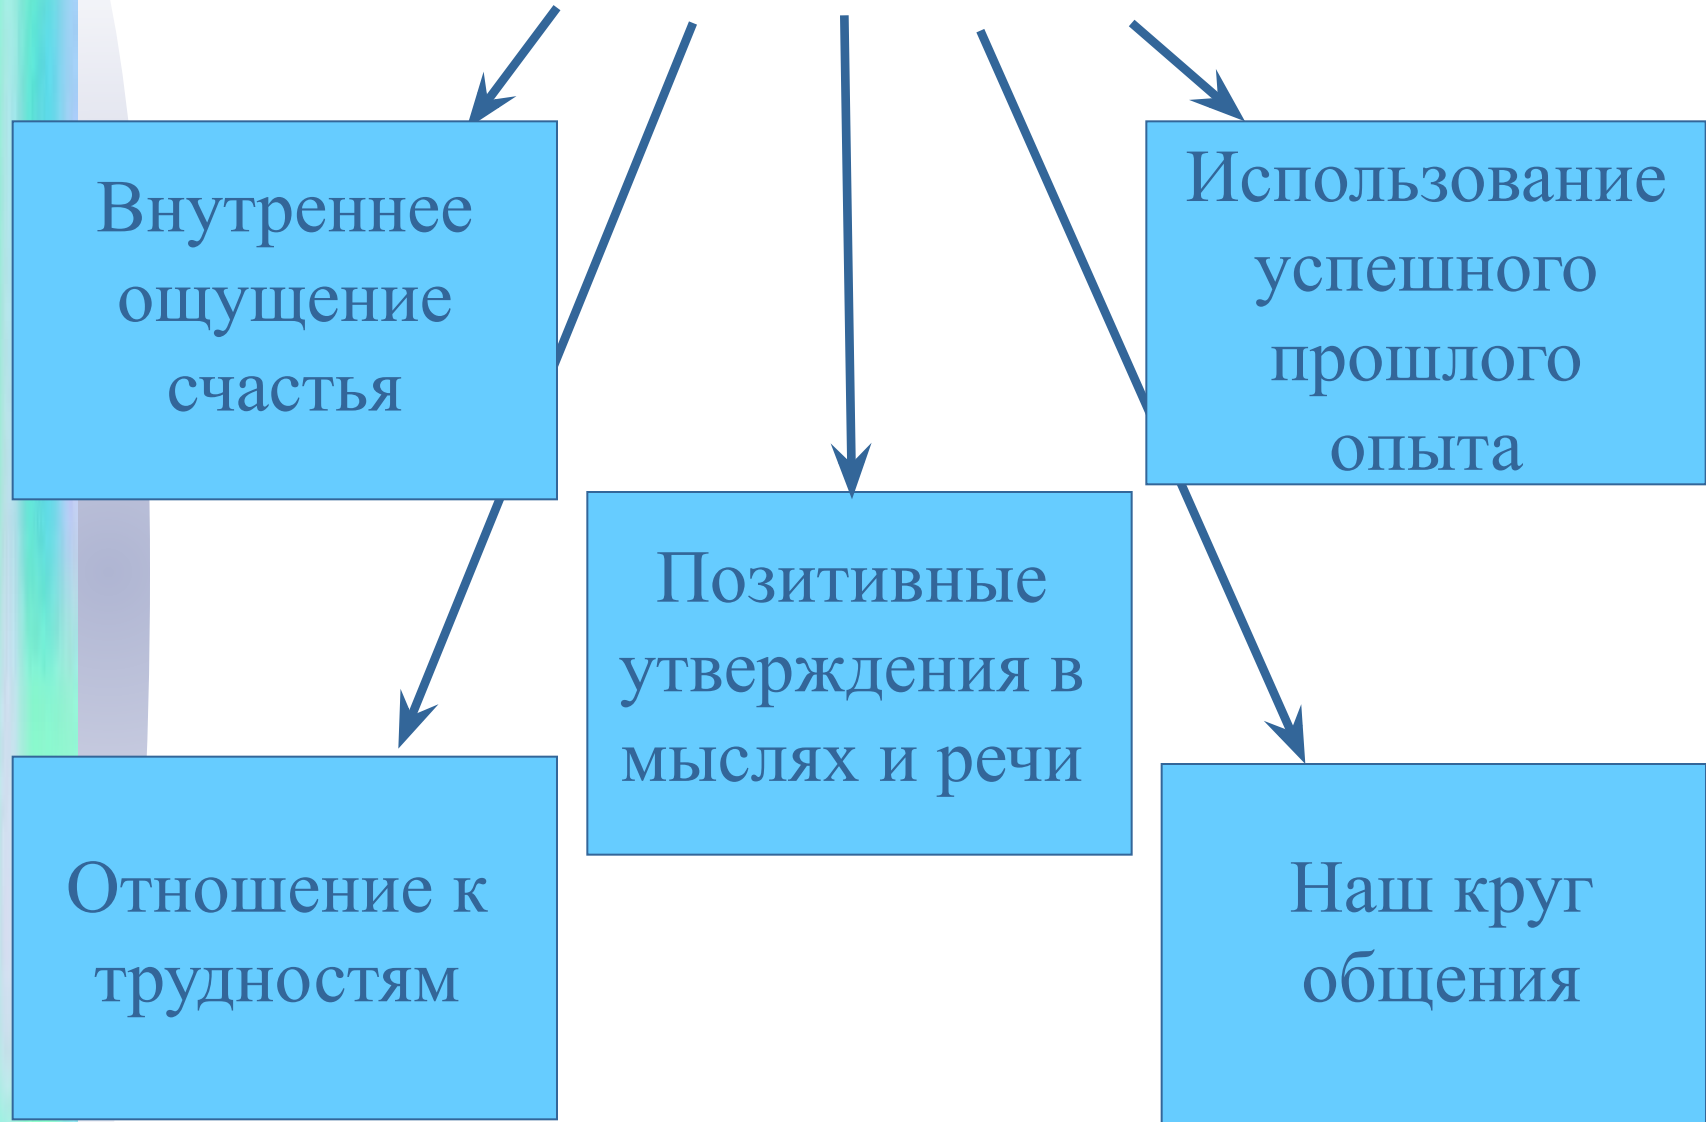 Внутреннее
ощущение
счастья
Использование
успешного
прошлого
опыта
Позитивные
утверждения в
мыслях и речи
Отношение к
трудностям
Наш круг
общения